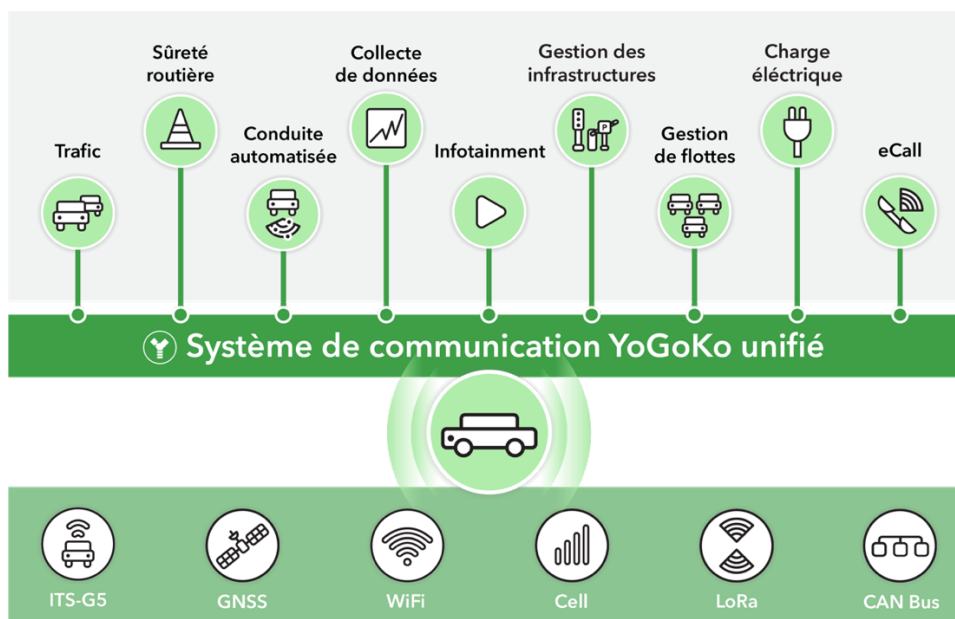 Sûreté
routière
Collecte
de données
Gestion des
infrastructures
Charge
éléctrique
Trafic
Conduite
automatisée
Infotainment
Gestion
de flottes
eCall
P
Système de communication YoGoKo unifié
ITS-G5
GNSS
WiFi
Cell
LoRa
CAN Bus